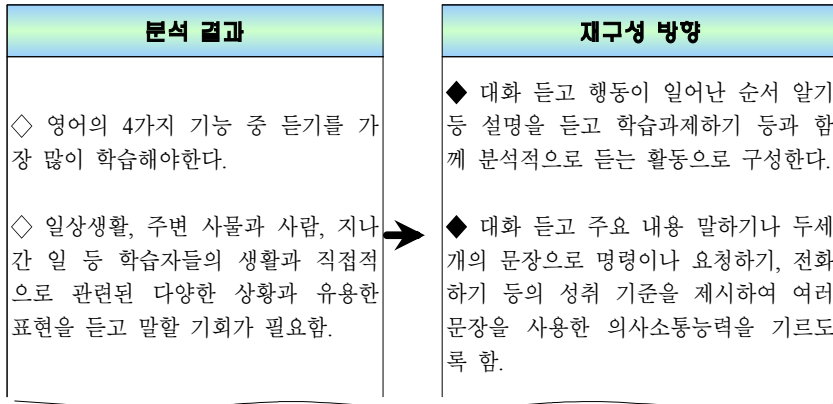 분석 결과
◇ 영어의 4가지 기능 중 듣기를 가
장 많이 학습해야한다.
◇ 일상생활, 주변 사물과 사람, 지나
간 일 등 학습자들의 생활과 직접적
으로 관련된 다양한 상황과 유용한
표현을 듣고 말할 기회가 필요함.
재구성 방향
◆ 대화 듣고 행동이 일어난 순서 알기
등 설명을 듣고 학습과제하기 등과 함
께 분석적으로 듣는 활동으로 구성한다.
◆ 대화 듣고 주요 내용 말하기나 두세
개의 문장으로 명령이나 요청하기, 전화
하기 등의 성취 기준을 제시하여 여러
문장을 사용한 의사소통능력을 기르도
록 함.